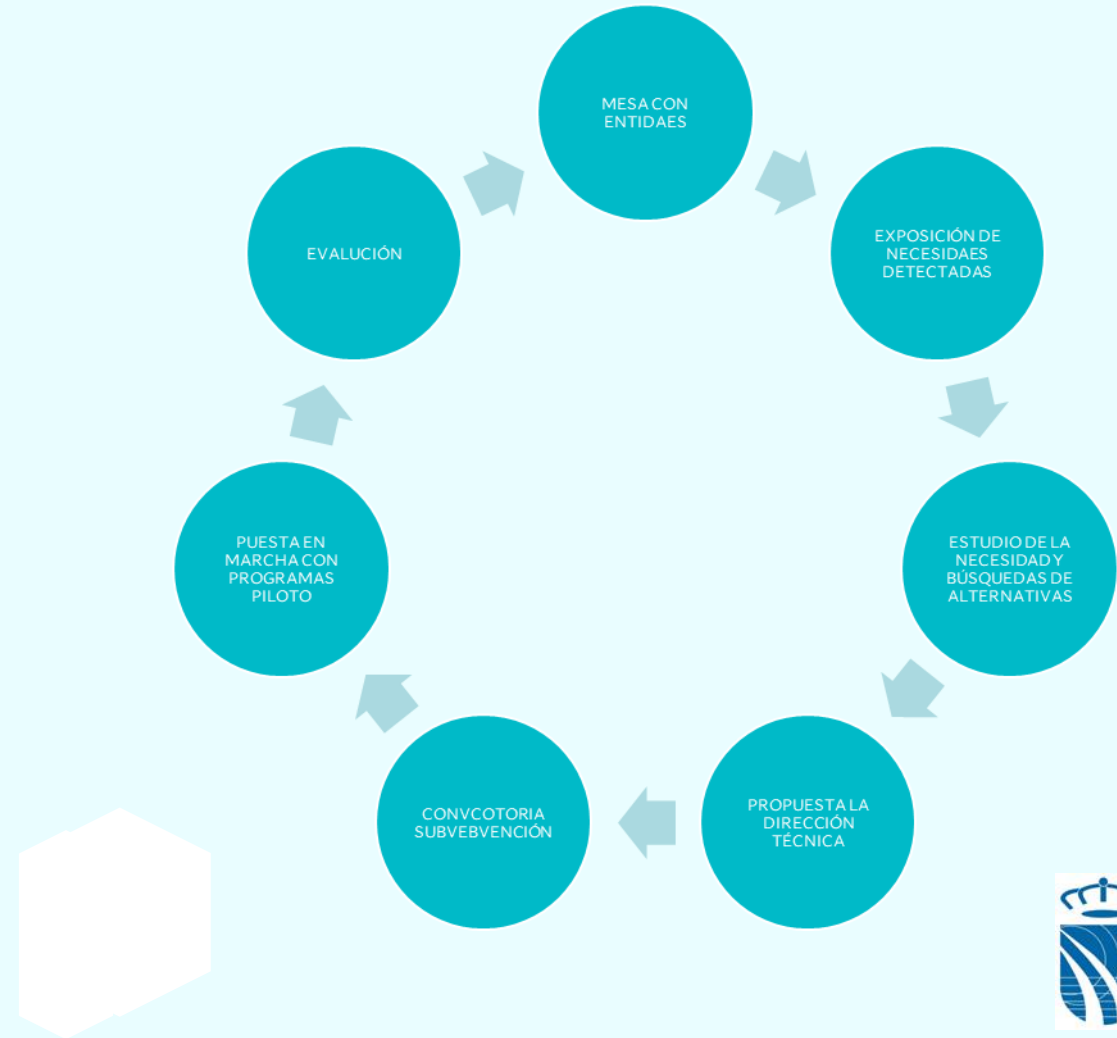 MESA CON
ENTIDAES
EXPOSICIÓN DE
NECESIDAES
DETECTADAS
ESTUDIO DE LA
NECESIDAD Y
BÚSQUEDAS DE
ALTERNATIVAS
PROPUESTA LA
DIRECCIÓN
TÉCNICA
CONVCOTORIA
SUBVEBVENCIÓN
PUESTA EN
MARCHA CON
PROGRAMAS
PILOTO
EVALUCIÓN